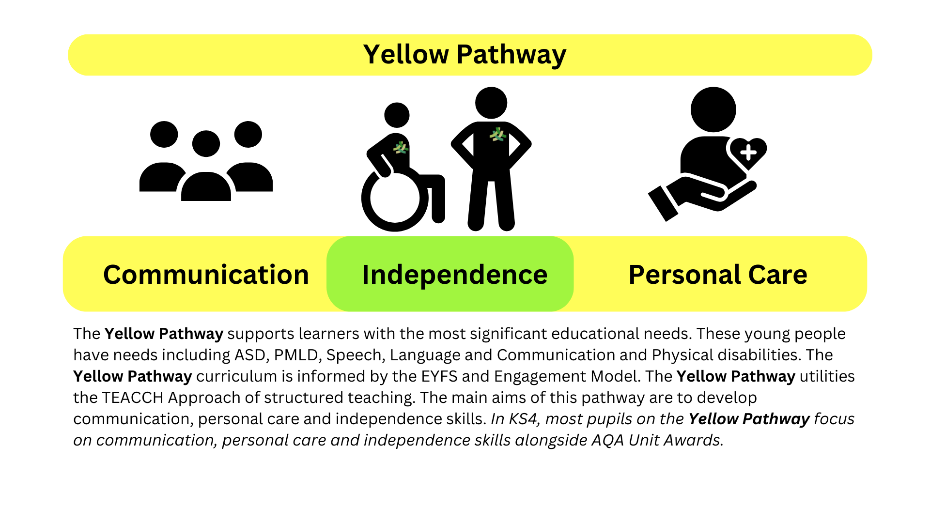 Yellow Pathway
Communication
Independence
Personal Care
The Yellow Pathway supports learners with the most significant educational needs. These young people
have needs including ASD, PMLD, Speech, Language and Communication and Physical disabilities. The
Yellow Pathway curriculum is informed by the EYFS and Engagement Model. The Yellow Pathway utilities
the TEACCH Approach of structured teaching. The main aims of this pathway are to develop
communication, personal care and independence skills. In KS4, most pupils on the Yellow Pathway focus
on communication, personal care and independence skills alongside AQA Unit Awards.